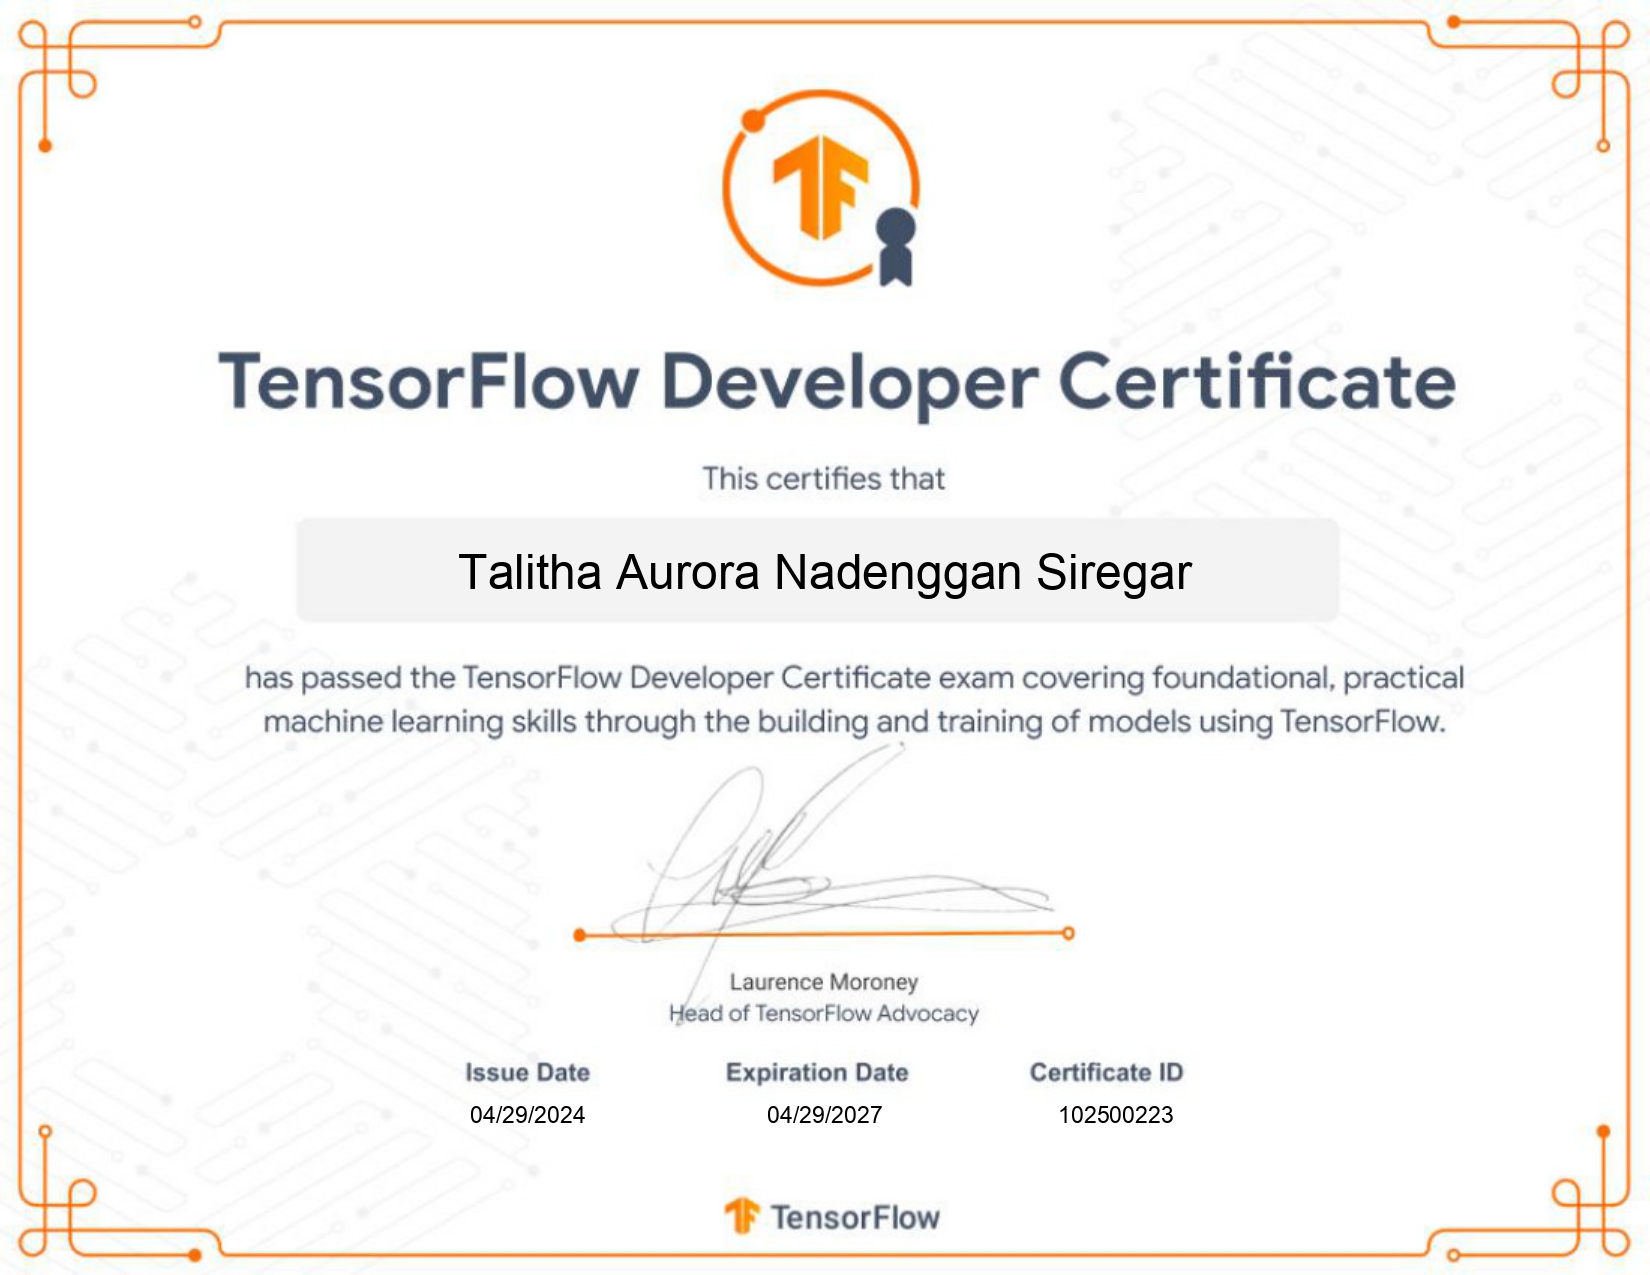 TensorFlow Developer Certificate
This certifies that
Talitha Aurora Nadenggan Siregar
has passed the TensorFlow Developer Certificate exam covering foundational, practical
machine learning skills through the building and training of models using TensorFlow.
Laurence Moroney
Head of TensorFlow Advocacy
Issue Date Expiration Date Certificate ID
04/29/2024 04/29/2027 102500223
TensorFlow